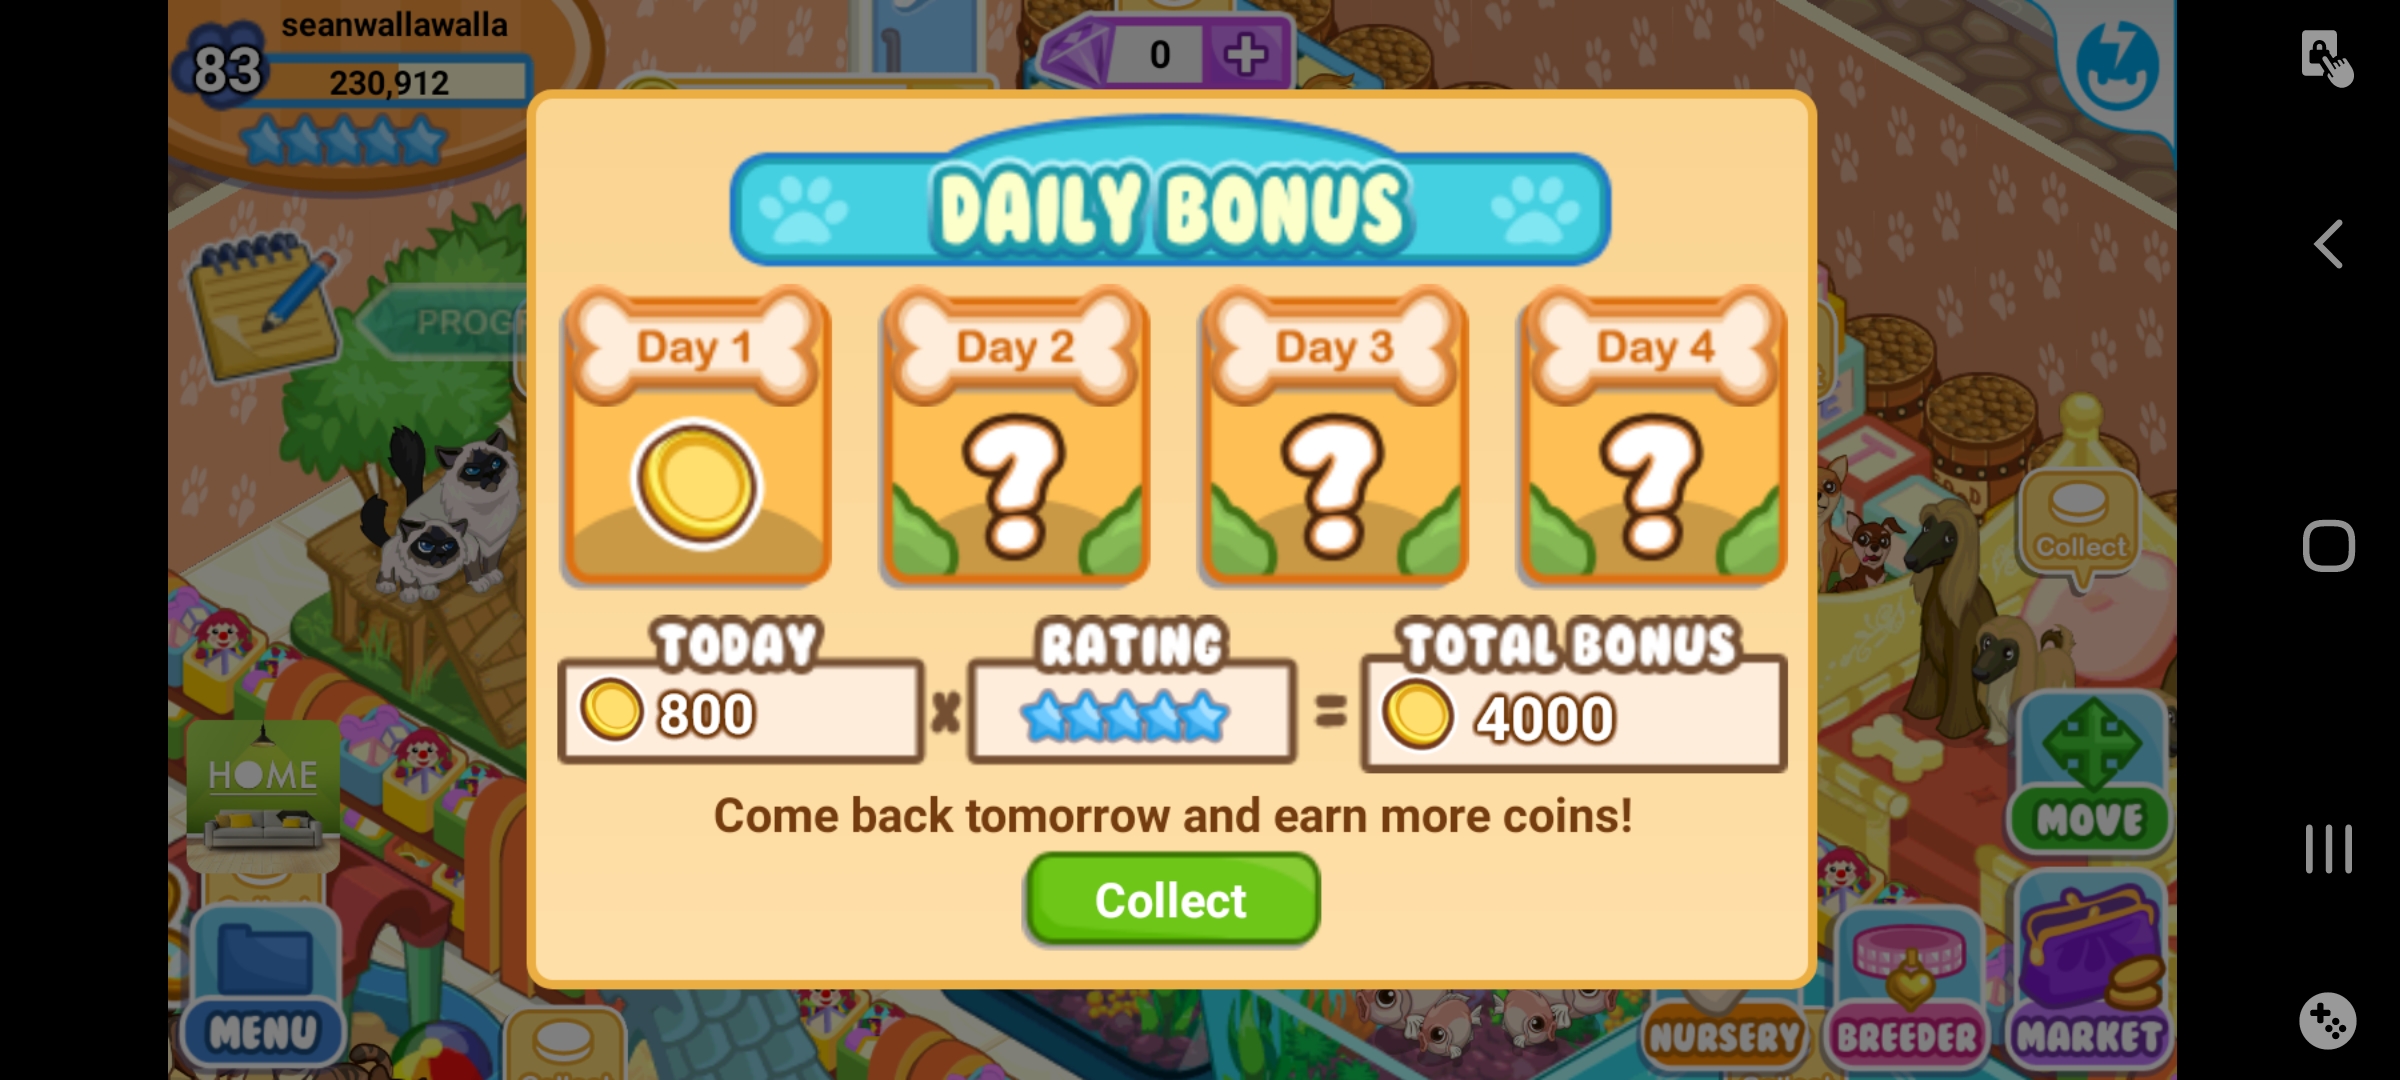 seanwallawalla
83
230,912
0
DAILY BONUS
Day 1
Day 2
Day 3
Day 4
TODAY
RATING
TOTAL BONUS
800
x
=
4000
Come back tomorrow and earn more coins!
Collect
PROG
HOME
MENU
Collect
MOVE
NURSERY
BREEDER
MARKET